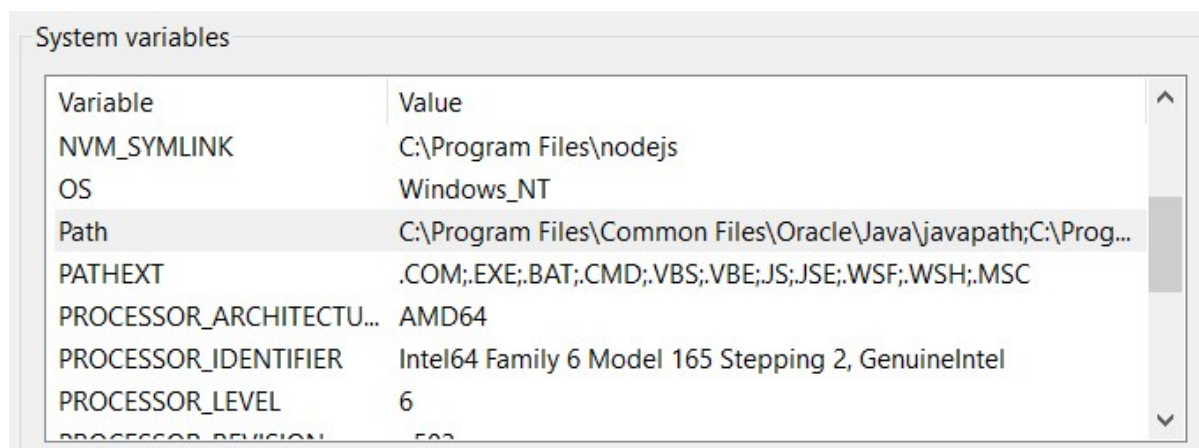 System variables
Variable Value
NVM_SYMLINK C:\Program Files\nodejs
OS Windows_NT
Path C:\Program Files\Common Files\Oracle\Java\javapath;C:\Prog...
PATHEXT .COM;.EXE;.BAT;.CMD;.VBS;.VBE;.JS;.JSE;.WSF;.WSH;.MSC
PROCESSOR_ARCHITECTU... AMD64
PROCESSOR_IDENTIFIER Intel64 Family 6 Model 165 Stepping 2, GenuineIntel
PROCESSOR_LEVEL 6
PROCESSOR_REVISION